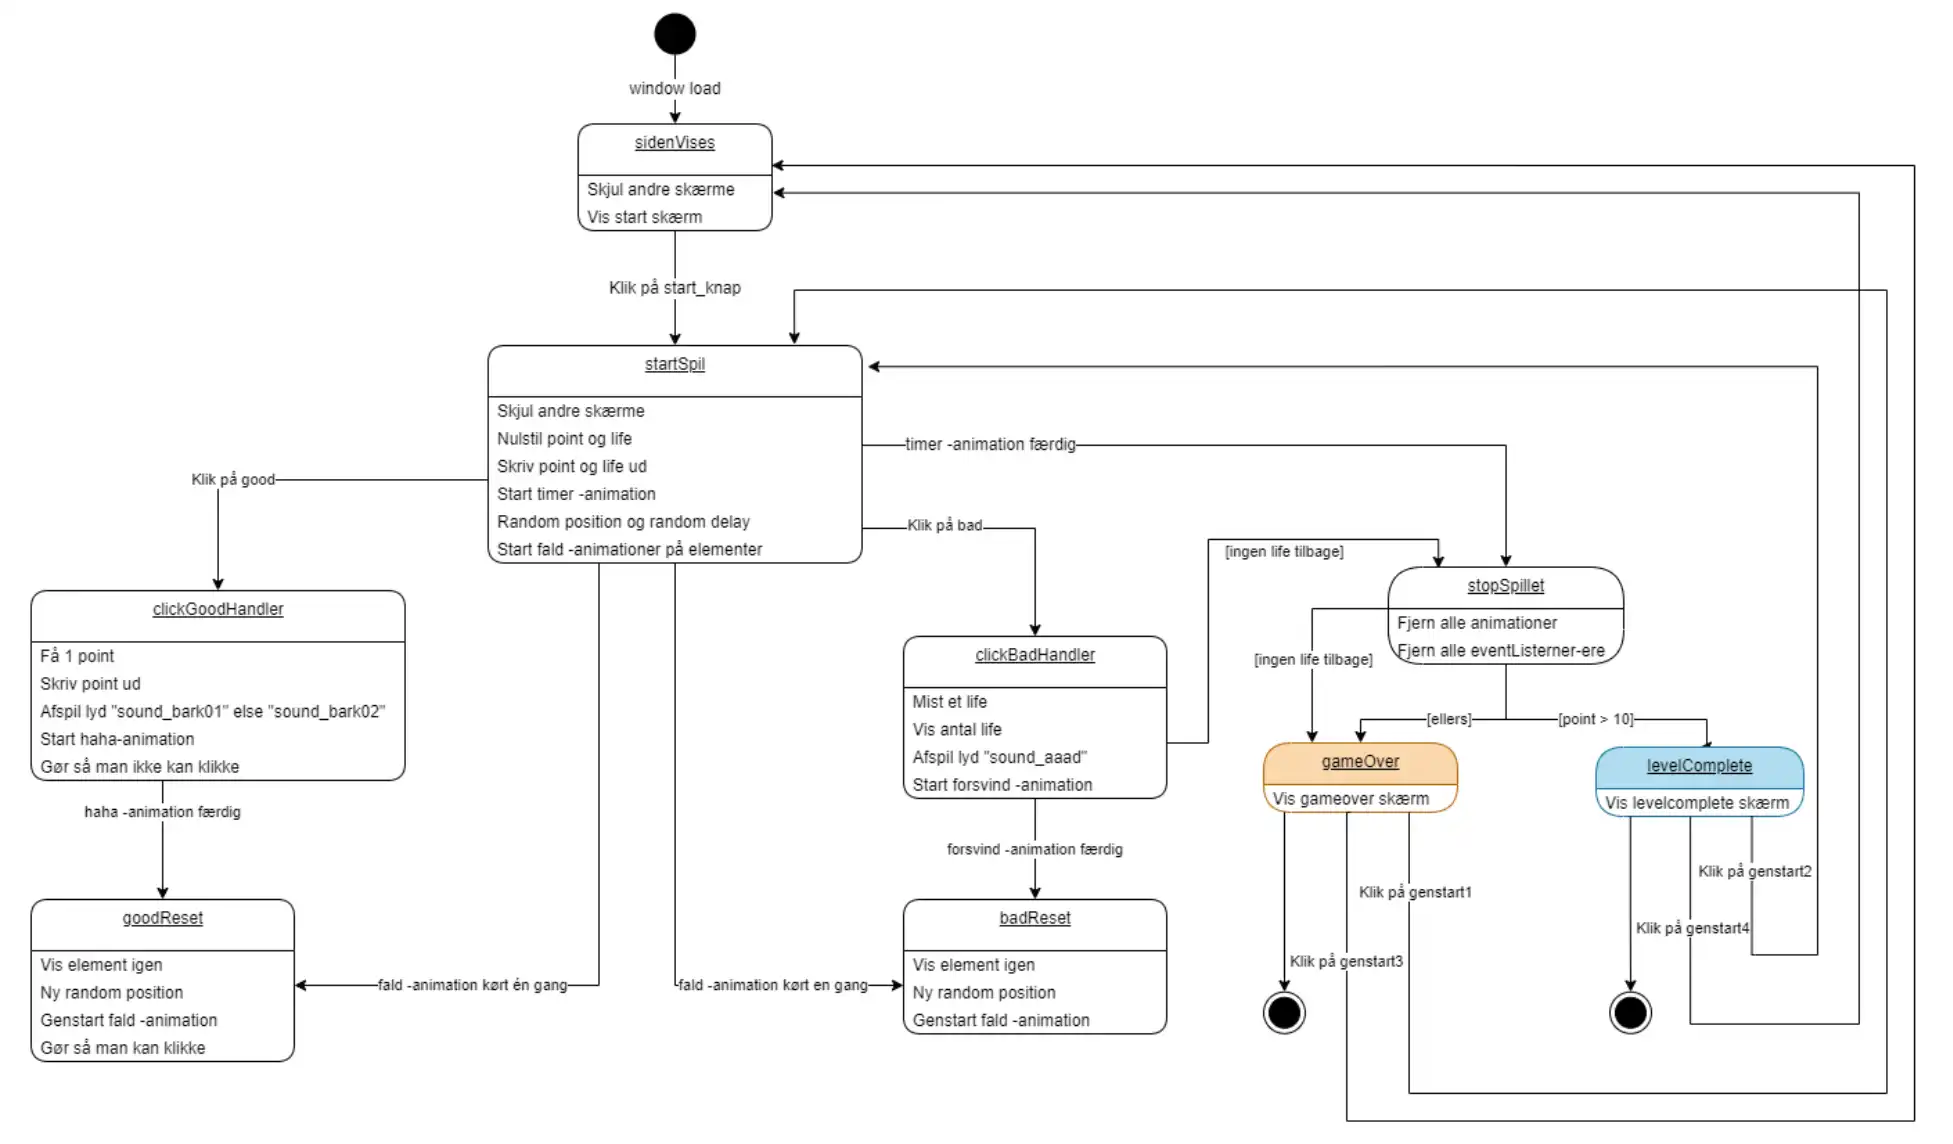 window load
sidenVises
Skjul andre skærme
Vis start skærm
Klik på start_knap
startSpil
Skjul andre skærme
Nulstil point og life
Skriv point og life ud
Start timer -animation
Random position og random delay
Start fald -animationer på elementer
timer -animation færdig
Klik på good
Klik på bad
[ingen life tilbage]
stopSpillet
Fjern alle animationer
Fjern alle eventListerner-ere
clickGoodHandler
Få 1 point
Skriv point ud
Afspil lyd "sound_bark01" else "sound_bark02"
Start haha-animation
Gør så man ikke kan klikke
clickBadHandler
Mist et life
Vis antal life
Afspil lyd "sound_aaad"
Start forsvind -animation
[ingen life tilbage]
[ellers]
[point > 10]
gameOver
Vis gameover skærm
levelComplete
Vis levelcomplete skærm
haha -animation færdig
forsvind -animation færdig
Klik på genstart1
Klik på genstart2
Klik på genstart3
Klik på genstart4
goodReset
Vis element igen
Ny random position
Genstart fald -animation
Gør så man kan klikke
fald -animation kørt én gang
fald -animation kørt en gang
badReset
Vis element igen
Ny random position
Genstart fald -animation